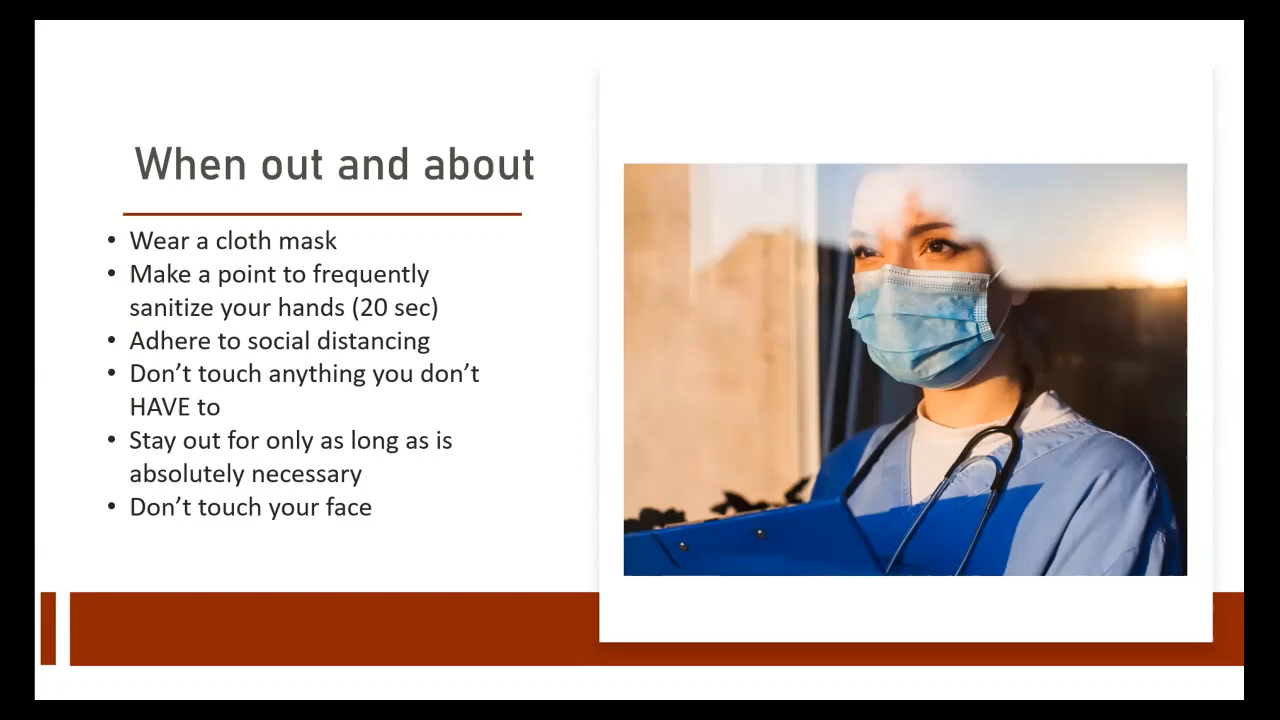 When out and about
• Wear a cloth mask
• Make a point to frequently
sanitize your hands (20 sec)
• Adhere to social distancing
• Don’t touch anything you don’t
HAVE to
• Stay out for only as long as is
absolutely necessary
• Don’t touch your face